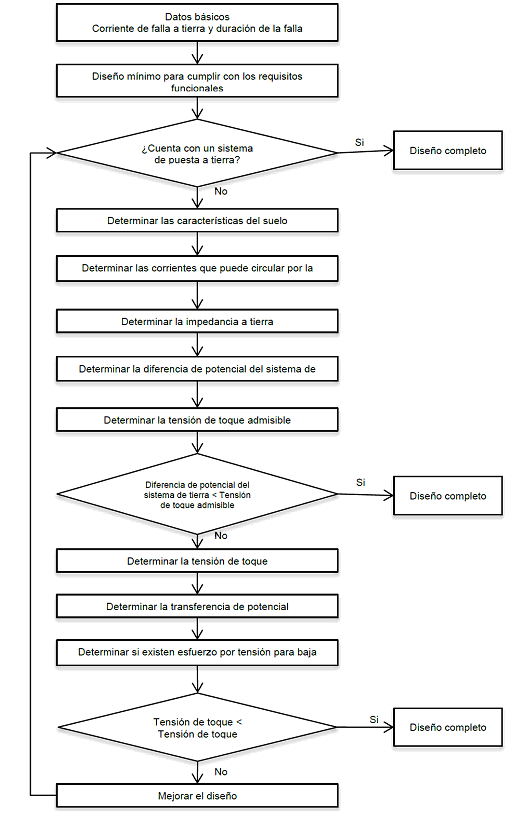 Datos básicos
Corriente de falla a tierra y duración de la falla
Diseño mínimo para cumplir con los requisitos
funcionales
¿Cuenta con un sistema
de puesta a tierra?
Si
Diseño completo
No
Determinar las características del suelo
Determinar las corrientes que puede circular por la
Determinar la impedancia a tierra
Determinar la diferencia de potencial del sistema de
Determinar la tensión de toque admisible
Diferencia de potencial del
sistema de tierra < Tensión
de toque admisible
Si
Diseño completo
No
Determinar la tensión de toque
Determinar la transferencia de potencial
Determinar si existen esfuerzo por tensión para baja
Tensión de toque <
Tensión de toque
Si
Diseño completo
No
Mejorar el diseño